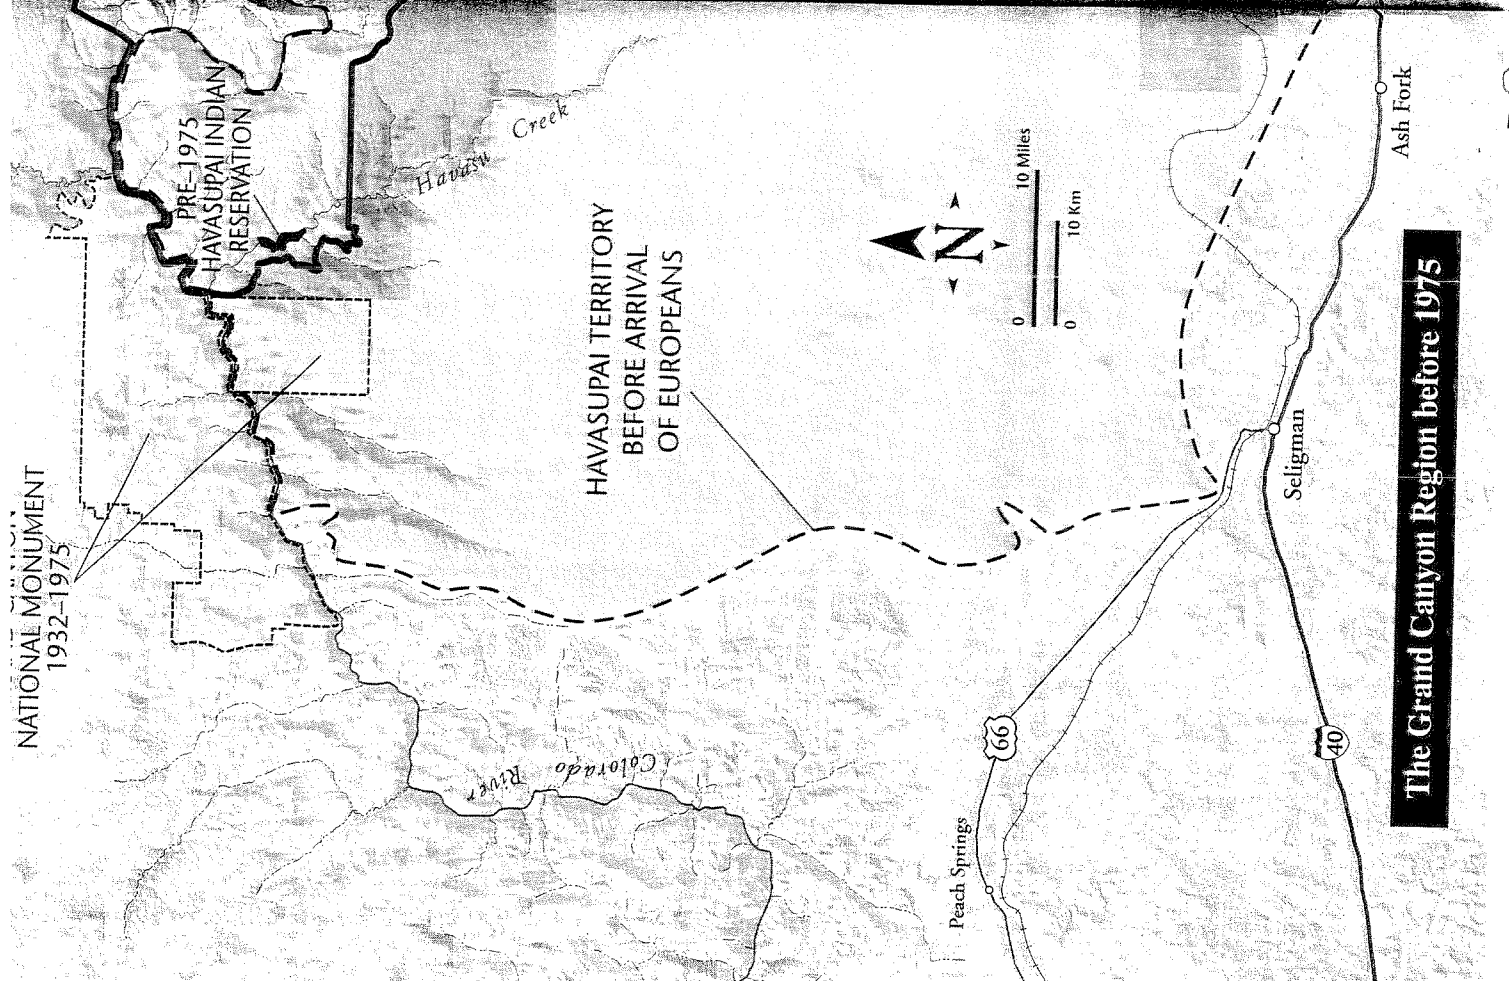 NATIONAL MONUMENT
1932–1975
PRE–1975
HAVASUPAI INDIAN
RESERVATION
Havasu Creek
HAVASUPAI TERRITORY
BEFORE ARRIVAL
OF EUROPEANS
Colorado
River
N
0 10 Miles
0 10 Km
Ash Fork
Seligman
66
Peach Springs
40
The Grand Canyon Region before 1975